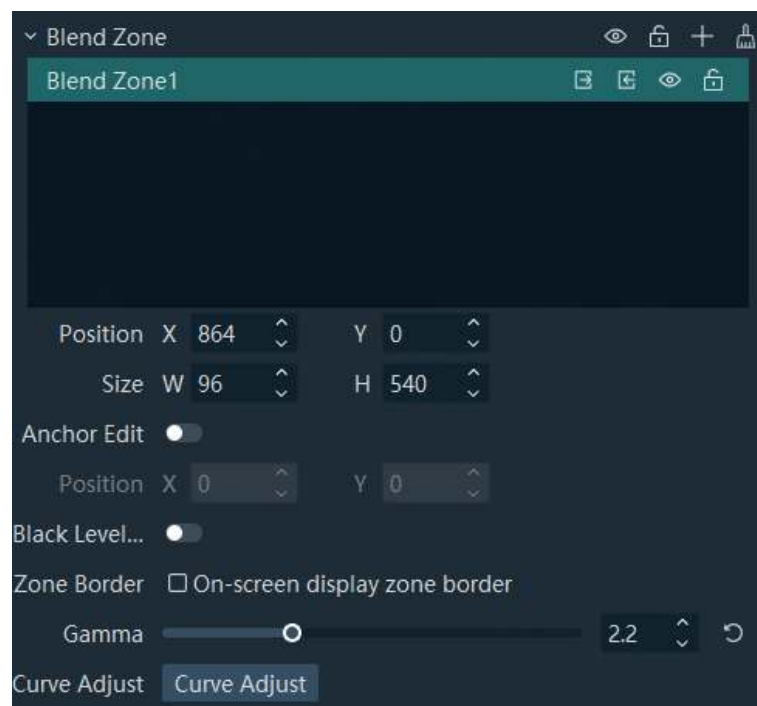 Blend Zone
Blend Zone1
Position X 864 Y 0
Size W 96 H 540
Anchor Edit
Position X 0 Y 0
Black Level...
Zone Border On-screen display zone border
Gamma 2.2
Curve Adjust Curve Adjust